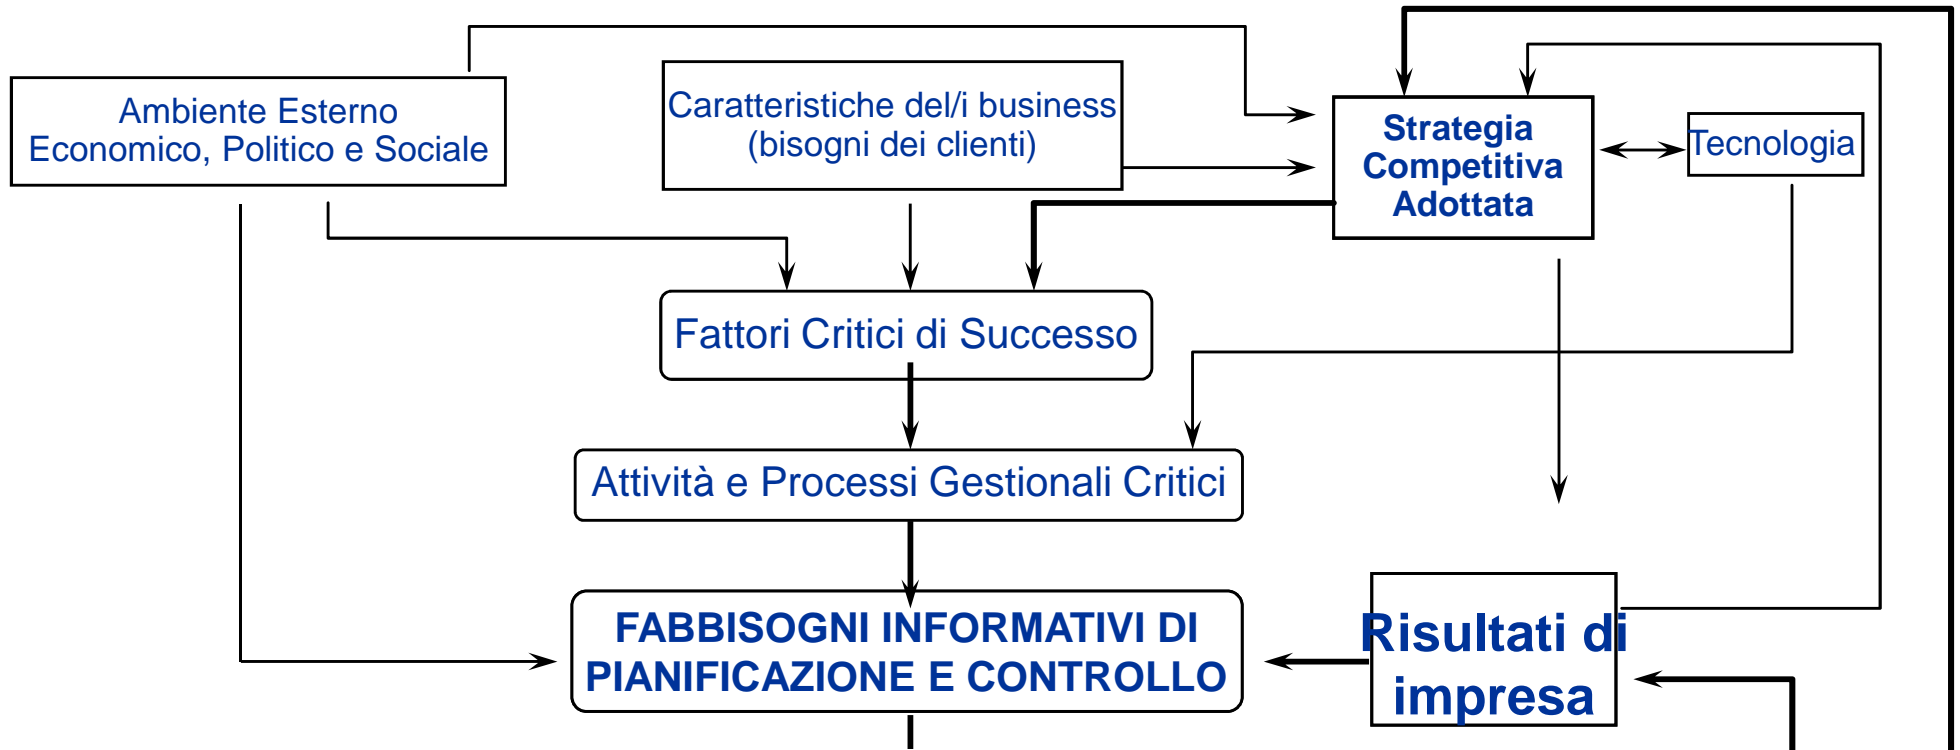 Ambiente Esterno
Economico, Politico e Sociale
Caratteristiche del/i business
(bisogni dei clienti)
Strategia
Competitiva
Adottata
Tecnologia
Fattori Critici di Successo
Attività e Processi Gestionali Critici
FABBISOGNI INFORMATIVI DI
PIANIFICAZIONE E CONTROLLO
Risultati di
impresa